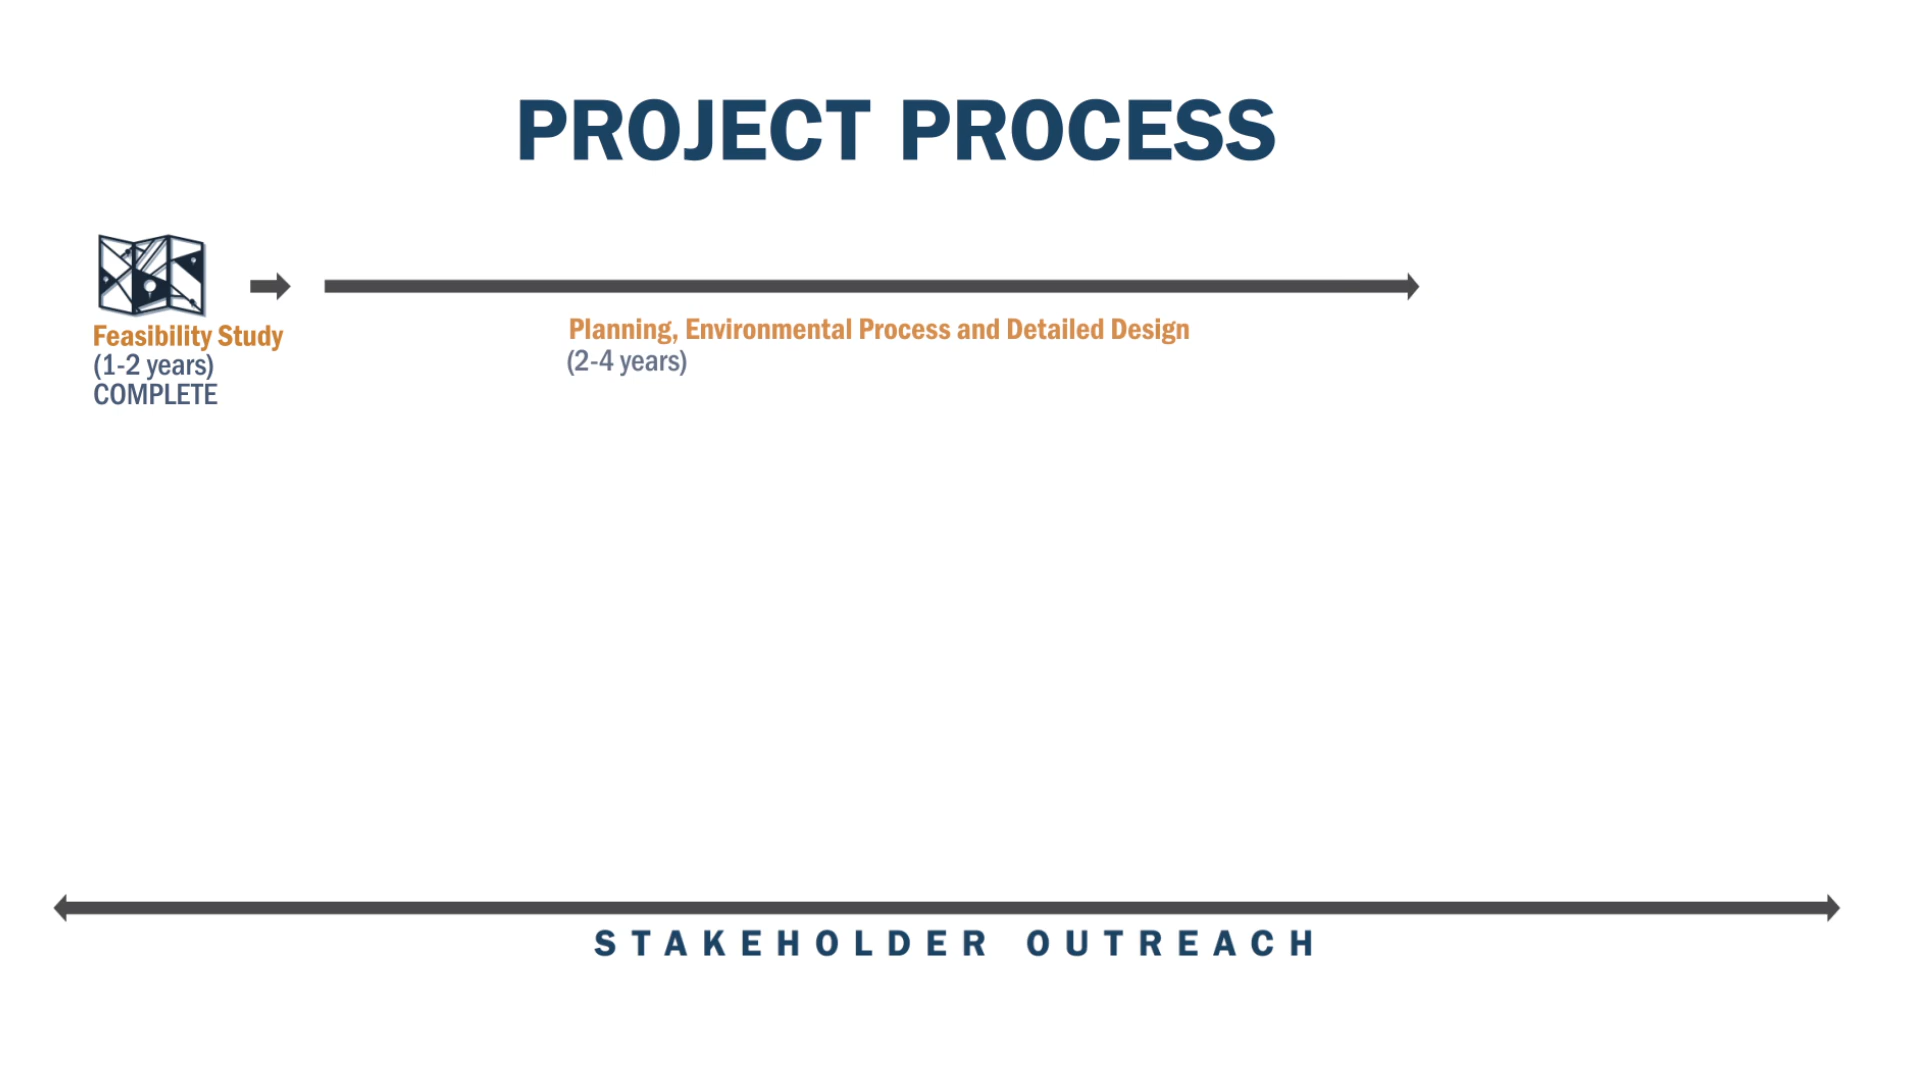 PROJECT PROCESS
Feasibility Study
(1-2 years)
COMPLETE
Planning, Environmental Process and Detailed Design
(2-4 years)
STAKEHOLDER OUTREACH